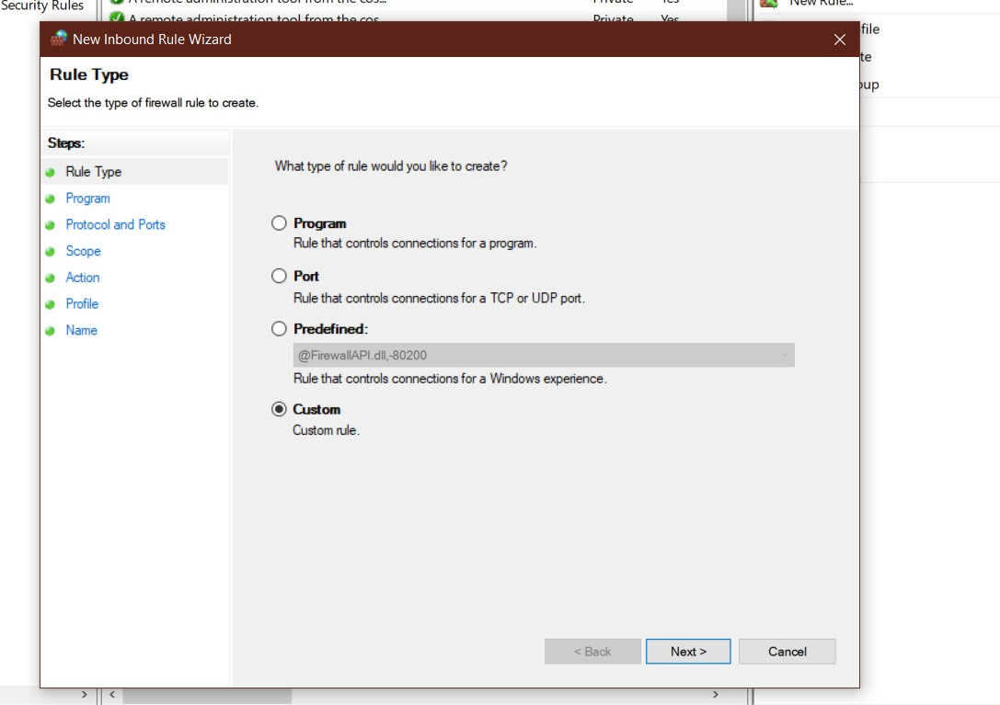 Security Rules
A remote administration tool from the cos... Private Yes
A remote administration tool from the cos... Private Yes
New Rule...
New Inbound Rule Wizard
Rule Type
Select the type of firewall rule to create.
Steps:
Rule Type
Program
Protocol and Ports
Scope
Action
Profile
Name
What type of rule would you like to create?
Program
Rule that controls connections for a program.
Port
Rule that controls connections for a TCP or UDP port.
Predefined:
@FirewallAPI.dll,-80200
Rule that controls connections for a Windows experience.
Custom
Custom rule.
< Back Next > Cancel
file
te
oup